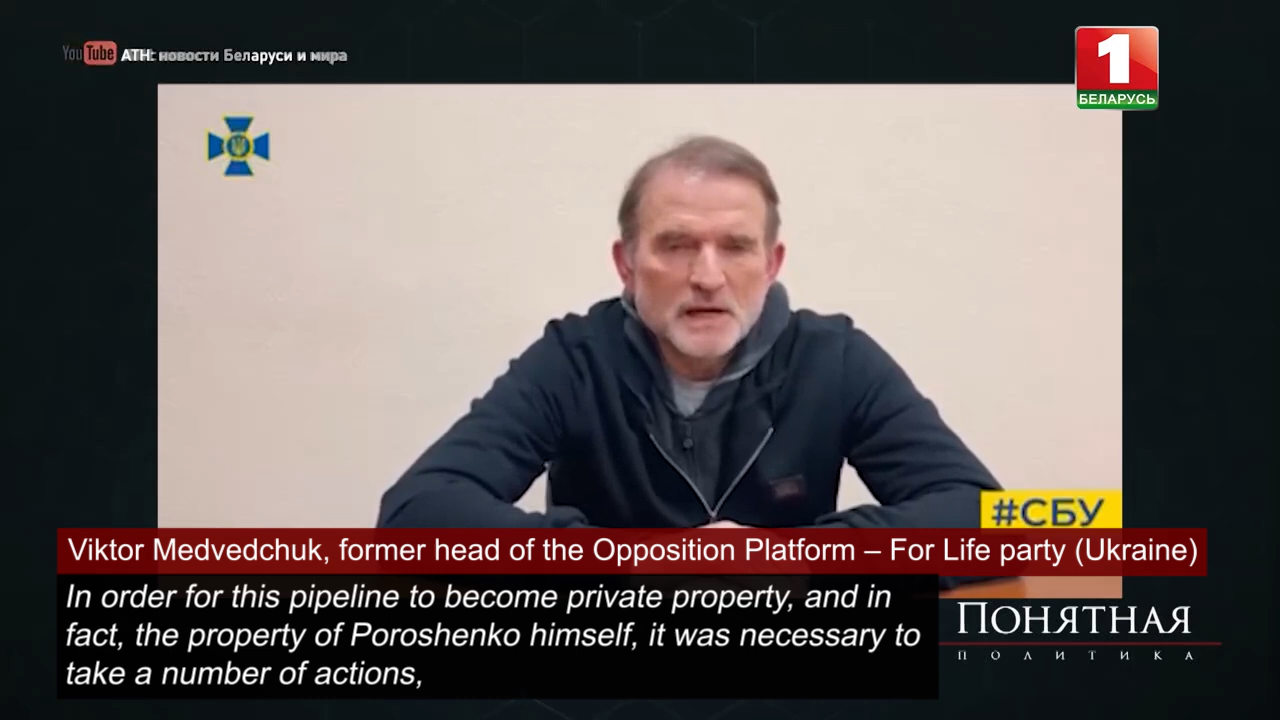 YouTube АТН: новости Беларуси и мира
1
БЕЛАРУСЬ
#СБУ
Viktor Medvedchuk, former head of the Opposition Platform – For Life party (Ukraine)
In order for this pipeline to become private property, and in
fact, the property of Poroshenko himself, it was necessary to
take a number of actions,
ПОНЯТНАЯ
ПОЛИТИКА